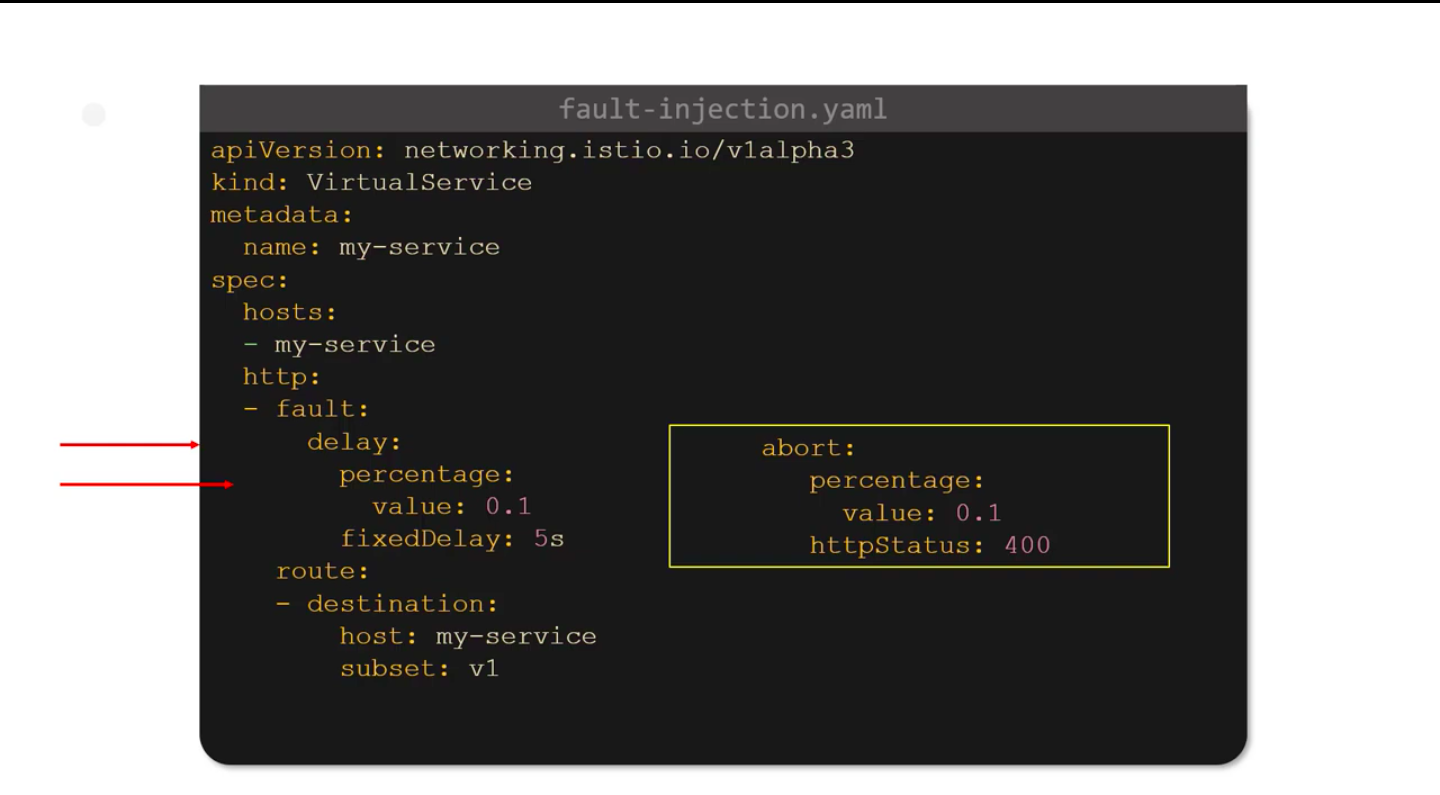 fault-injection.yaml
apiVersion: networking.istio.io/v1alpha3
kind: VirtualService
metadata:
  name: my-service
spec:
  hosts:
  - my-service
  http:
  - fault:
      delay:
        percentage:
          value: 0.1
        fixedDelay: 5s
    route:
    - destination:
        host: my-service
        subset: v1
abort:
   percentage:
     value: 0.1
   httpStatus: 400